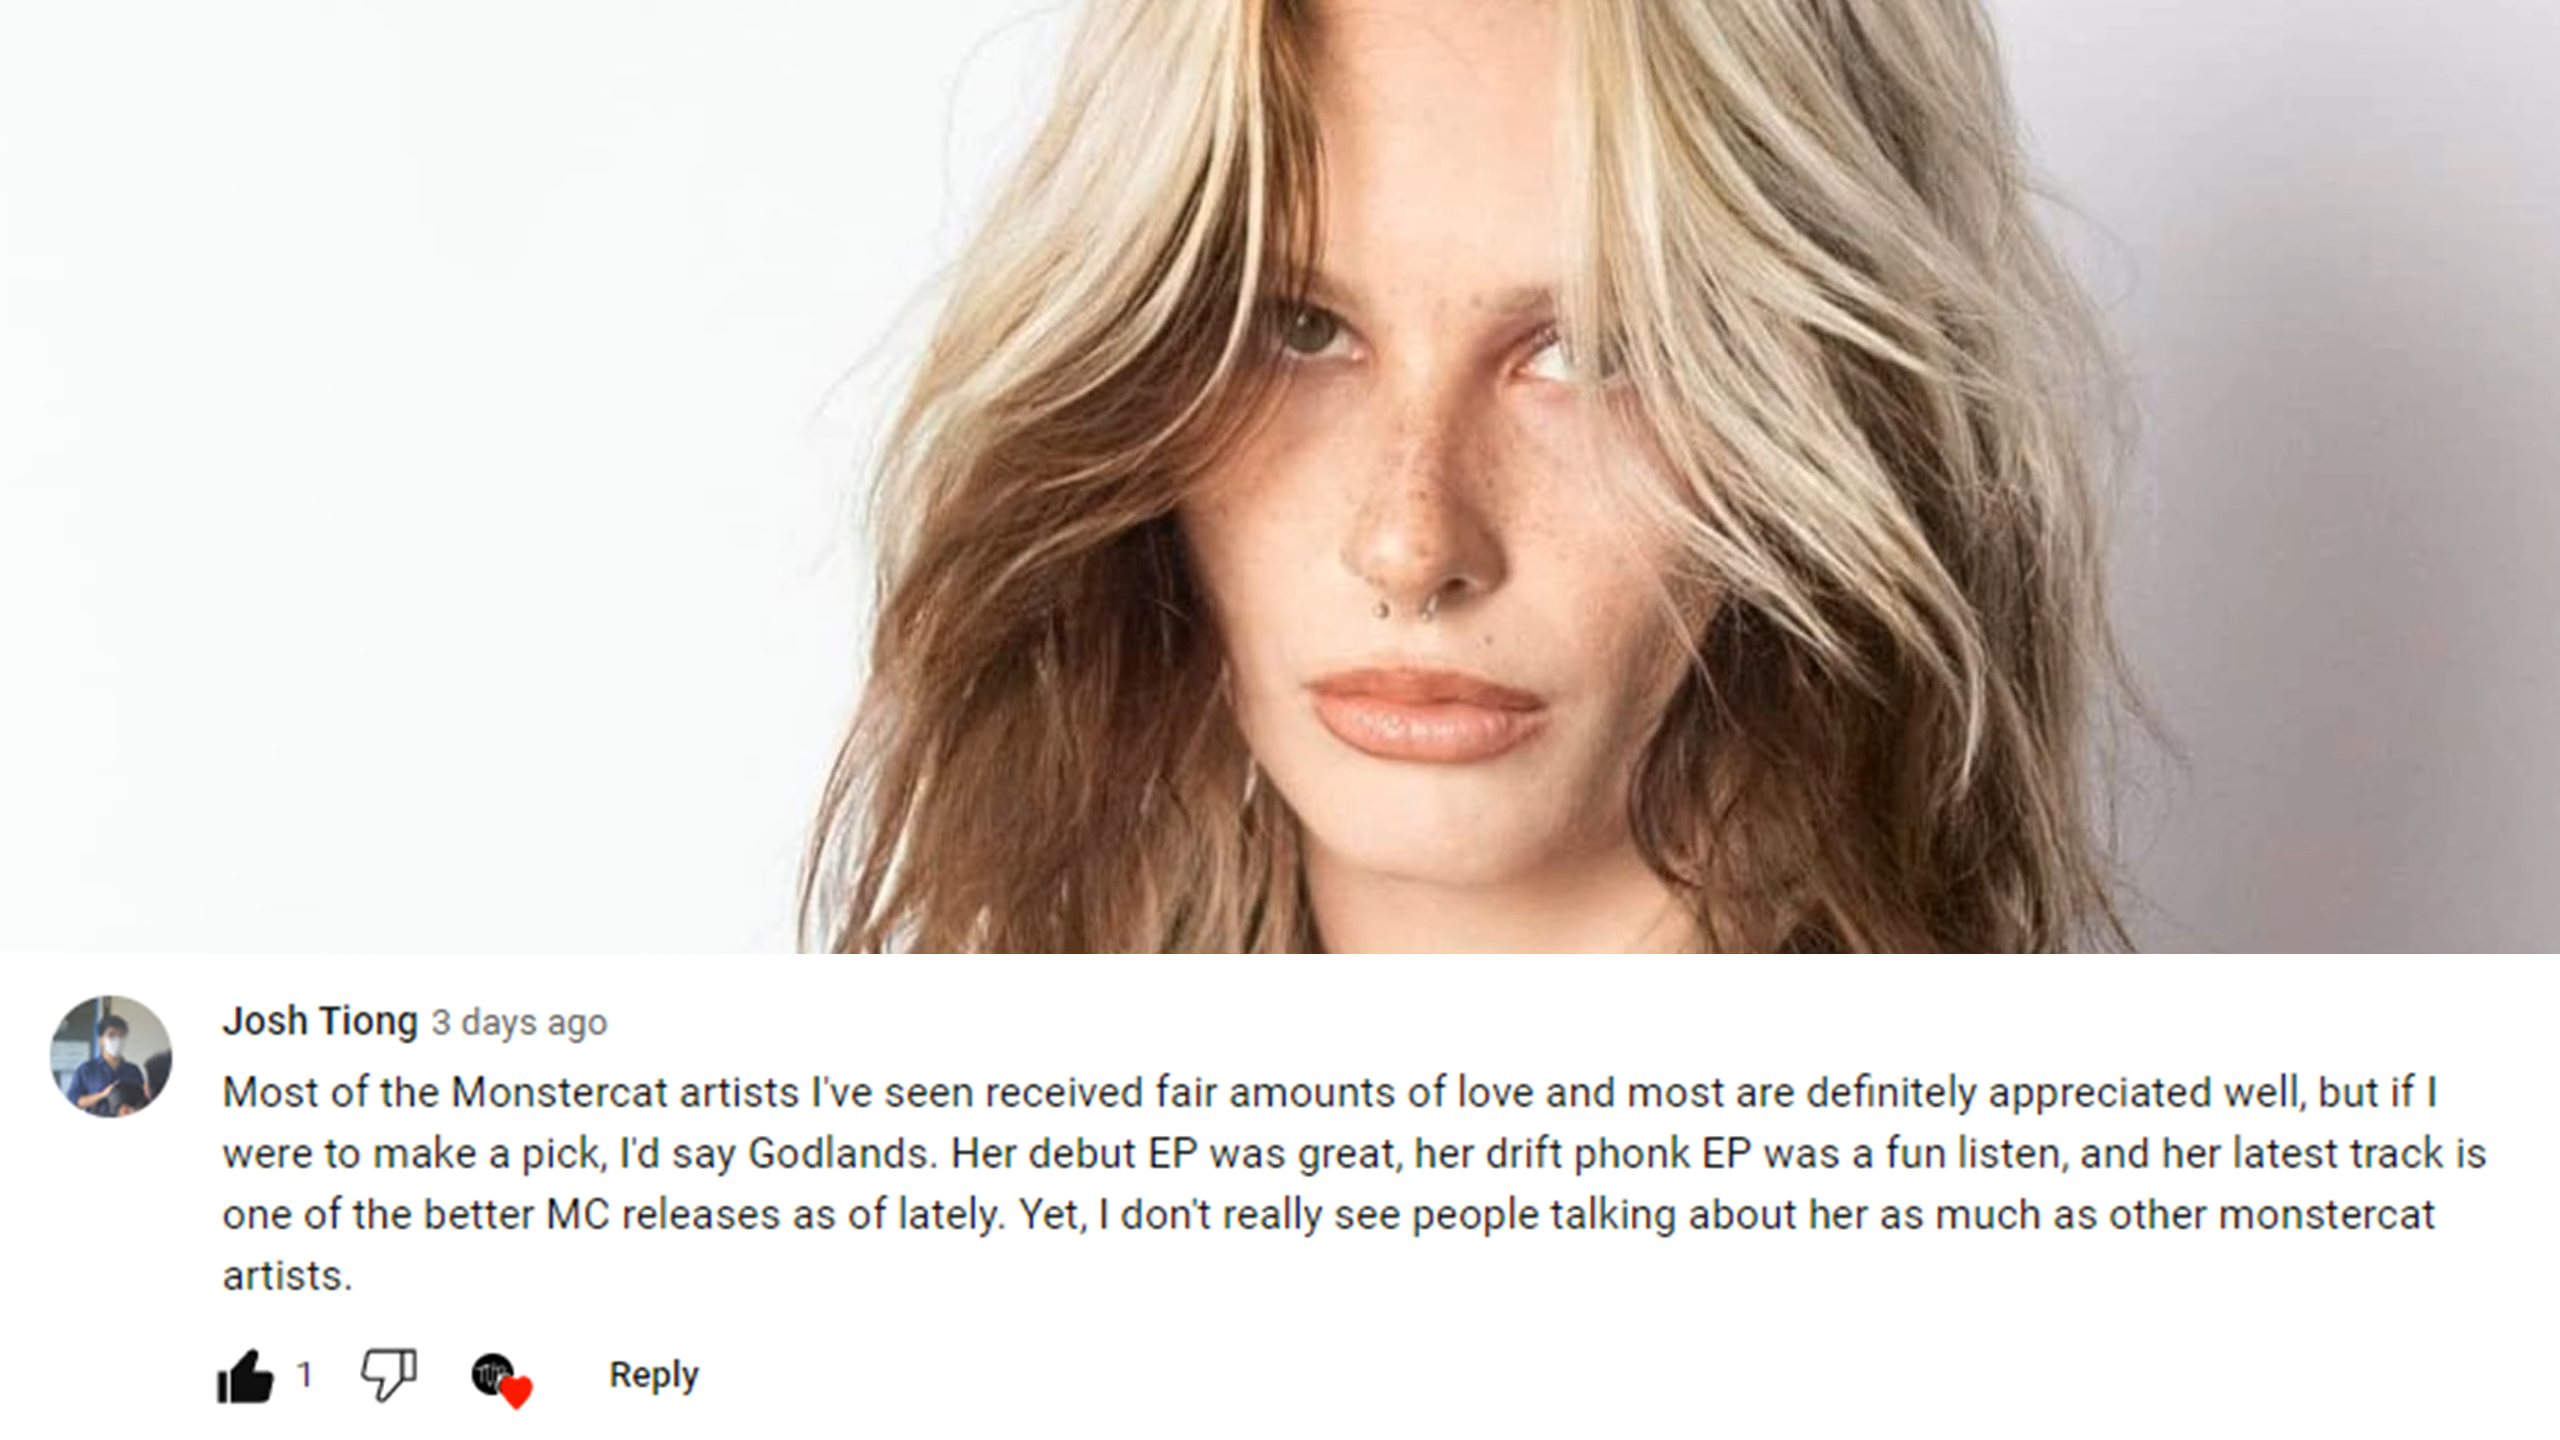 Josh Tiong 3 days ago
Most of the Monstercat artists I've seen received fair amounts of love and most are definitely appreciated well, but if I
were to make a pick, I'd say Godlands. Her debut EP was great, her drift phonk EP was a fun listen, and her latest track is
one of the better MC releases as of lately. Yet, I don't really see people talking about her as much as other monstercat
artists.
1 Reply